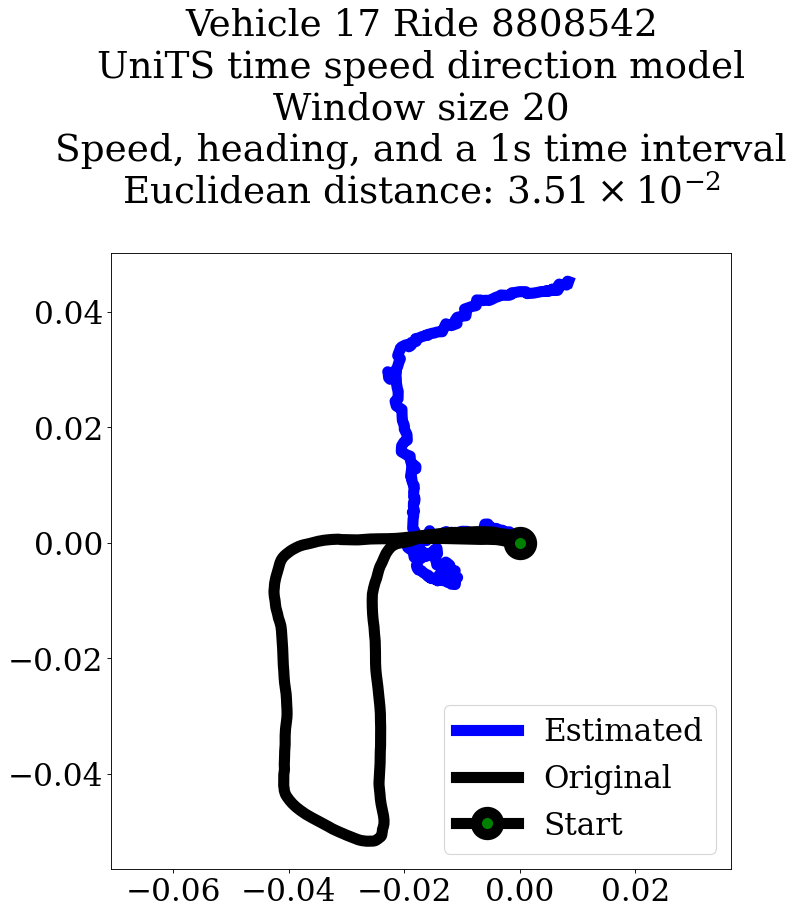 Vehicle 17 Ride 8808542
UniTS time speed direction model
Window size 20
Speed, heading, and a 1s time interval
Euclidean distance: 3.51 × 10⁻²
0.04
0.02
0.00
−0.02
−0.04
Estimated
Original
Start
−0.06 −0.04 −0.02 0.00 0.02